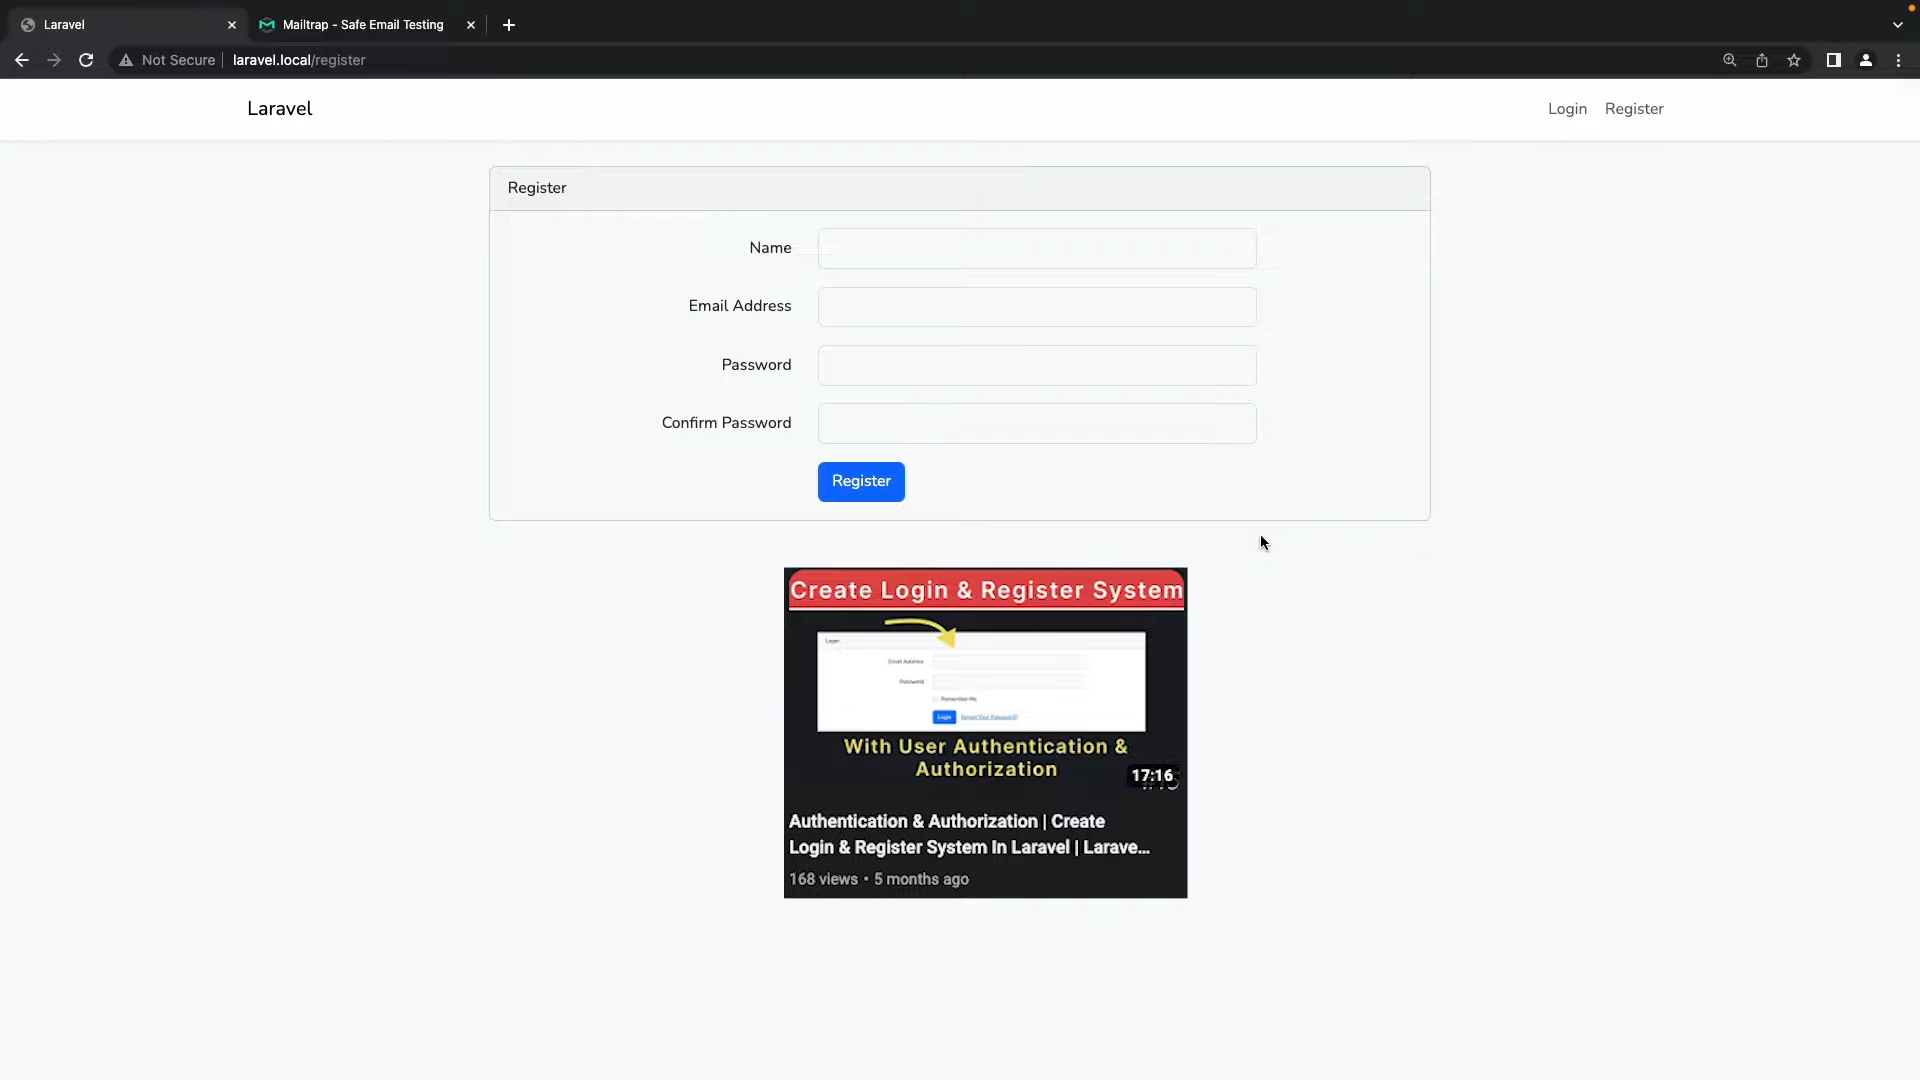 Laravel
Mailtrap - Safe Email Testing
Not Secure
laravel.local/register
Laravel
Login
Register
Register
Name
Email Address
Password
Confirm Password
Register
Create Login & Register System
Login
Email Address
Password
Remember Me
Login
Forgot Your Password?
With User Authentication &
Authorization
17:16
Authentication & Authorization | Create
Login & Register System In Laravel | Larave...
168 views • 5 months ago